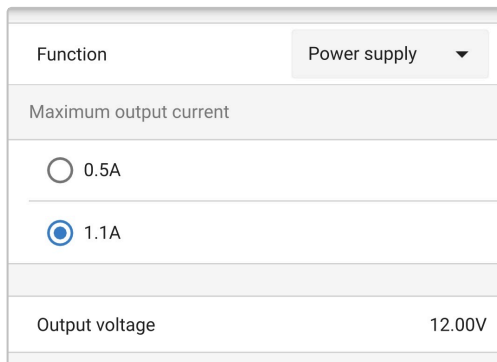 Function Power supply
Maximum output current
0.5A
1.1A
Output voltage 12.00V